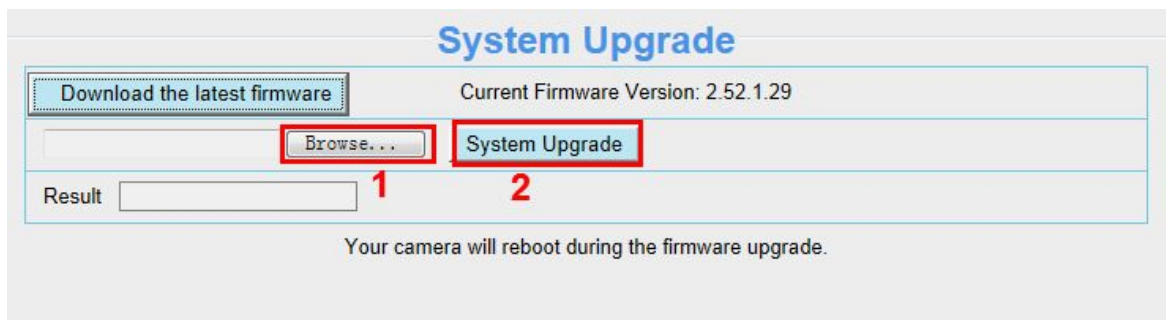 System Upgrade
Download the latest firmware Current Firmware Version: 2.52.1.29
Browse... System Upgrade
1 2
Result
Your camera will reboot during the firmware upgrade.